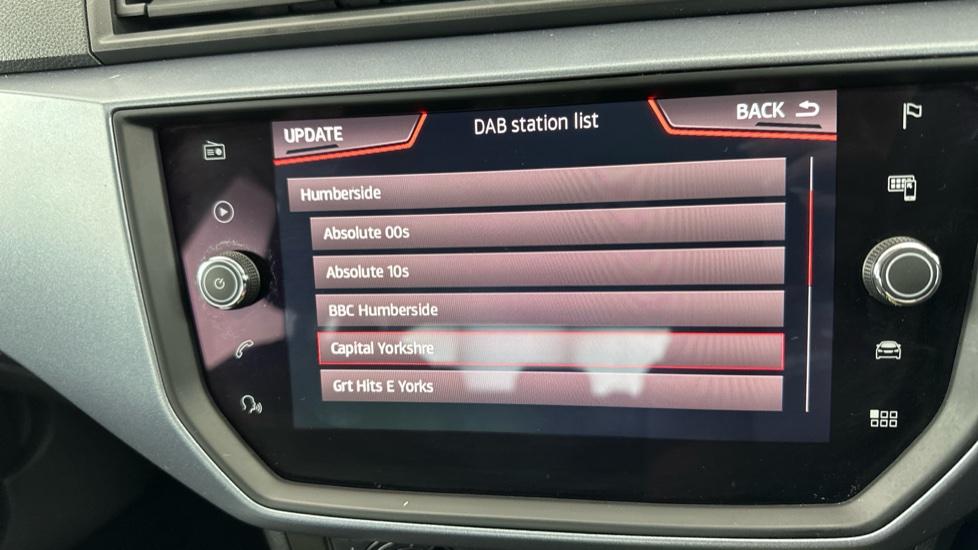 UPDATE
DAB station list
BACK
Humberside
Absolute 00s
Absolute 10s
BBC Humberside
Capital Yorkshre
Grt Hits E Yorks